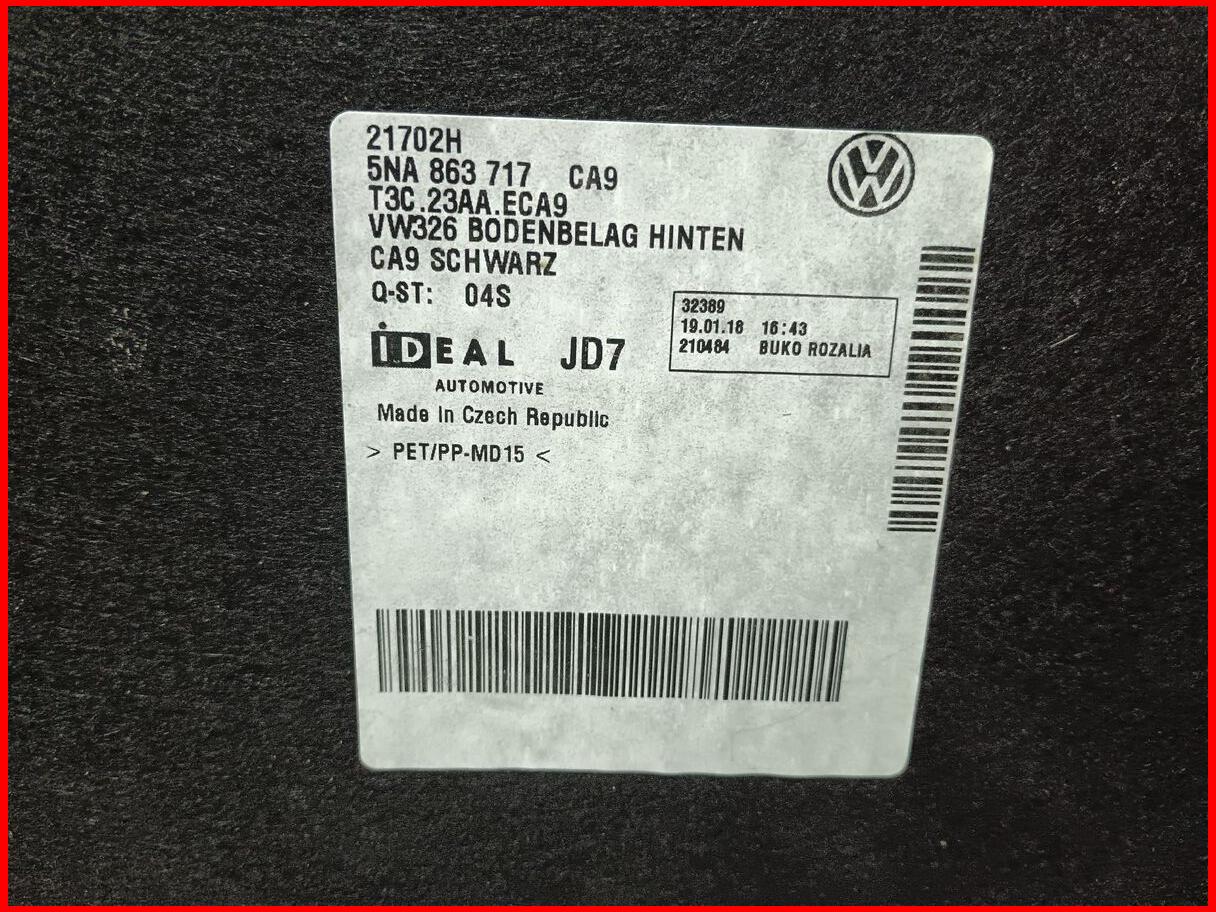 21702H
5NA 863 717 CA9
T3C.23AA.ECA9
VW326 BODENBELAG HINTEN
CA9 SCHWARZ
Q-ST: 04S
32389
19.01.18 16:43
210484 BUKO ROZALIA
IDEAL JD7
AUTOMOTIVE
Made in Czech Republic
> PET/PP-MD15 <